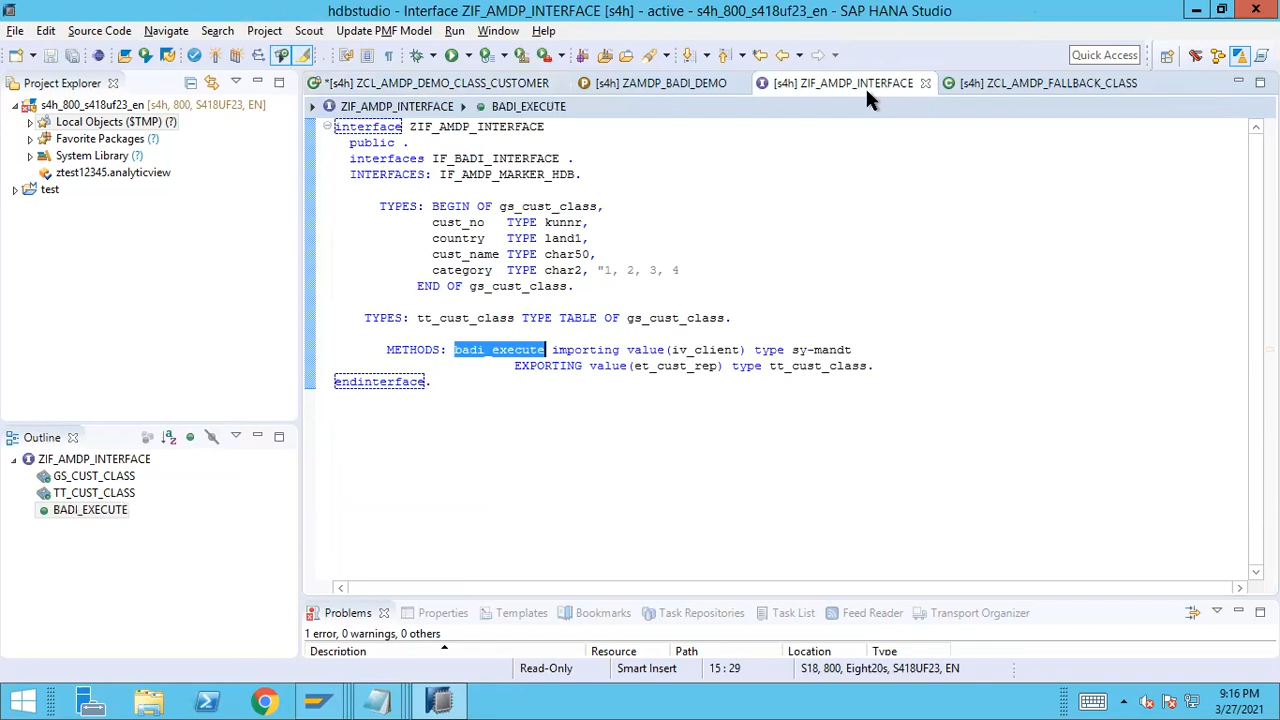 hdbstudio - Interface ZIF_AMDP_INTERFACE [s4h] - active - s4h_800_s418uf23_en - SAP HANA Studio
File Edit Source Code Navigate Search Project Scout Update PMF Model Run Window Help
Quick Access
Project Explorer
*[s4h] ZCL_AMDP_DEMO_CLASS_CUSTOMER
[s4h] ZAMDP_BADI_DEMO
[s4h] ZIF_AMDP_INTERFACE
[s4h] ZCL_AMDP_FALLBACK_CLASS
s4h_800_s418uf23_en [s4h, 800, S418UF23, EN]
Local Objects ($TMP) (?)
Favorite Packages (?)
System Library (?)
ztest12345.analyticview
test
ZIF_AMDP_INTERFACE BADI_EXECUTE
interface ZIF_AMDP_INTERFACE
public .
interfaces IF_BADI_INTERFACE .
INTERFACES: IF_AMDP_MARKER_HDB.
TYPES: BEGIN OF gs_cust_class,
cust_no TYPE kunnr,
country TYPE land1,
cust_name TYPE char50,
category TYPE char2, "1, 2, 3, 4
END OF gs_cust_class.
TYPES: tt_cust_class TYPE TABLE OF gs_cust_class.
METHODS: badi_execute importing value(iv_client) type sy-mandt
EXPORTING value(et_cust_rep) type tt_cust_class.
endinterface.
Outline
ZIF_AMDP_INTERFACE
GS_CUST_CLASS
TT_CUST_CLASS
BADI_EXECUTE
Problems Properties Templates Bookmarks Task Repositories Task List Feed Reader Transport Organizer
1 error, 0 warnings, 0 others
Description Resource Path Location Type
Read-Only Smart Insert 15 : 29 S18, 800, Eight20s, S418UF23, EN
9:16 PM
3/27/2021